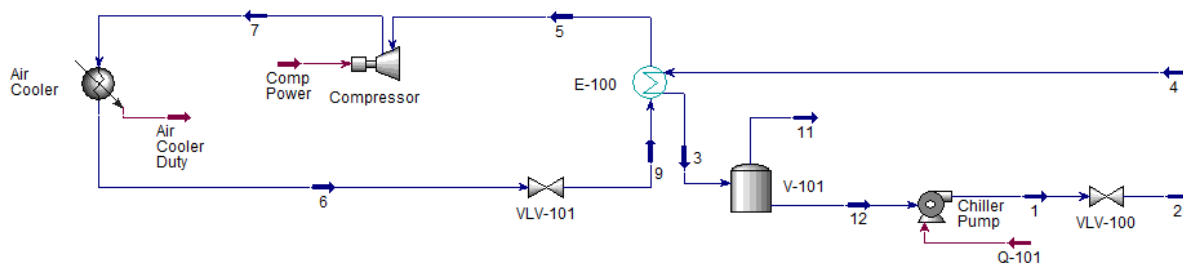 7
5
Air
Cooler
Comp
Power
Compressor
E-100
4
Air
Cooler
Duty
9
3
11
6
VLV-101
V-101
12
Chiller
Pump
1
VLV-100
2
Q-101